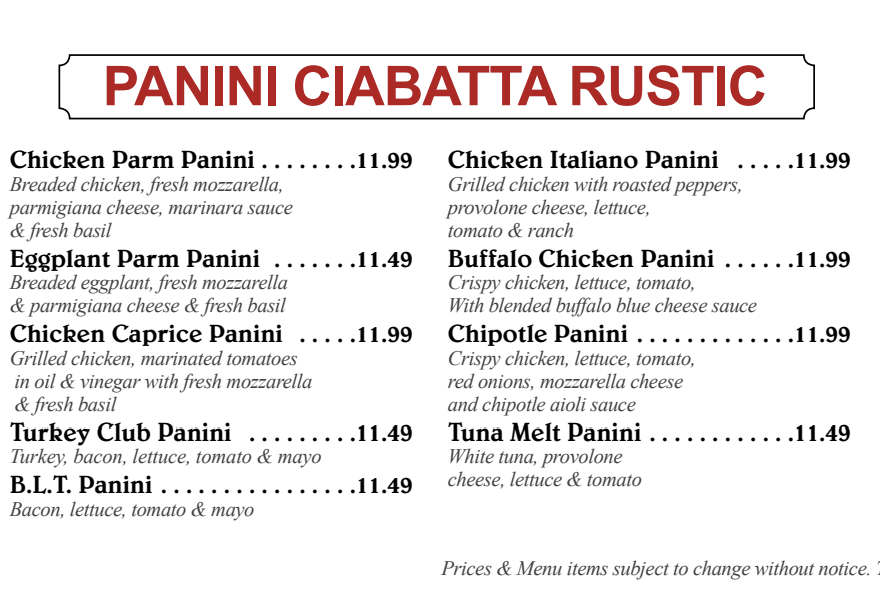 PANINI CIABATTA RUSTIC
Chicken Parm Panini . . . . . . . .11.99
Breaded chicken, fresh mozzarella,
parmigiana cheese, marinara sauce
& fresh basil
Eggplant Parm Panini . . . . . . .11.49
Breaded eggplant, fresh mozzarella
& parmigiana cheese & fresh basil
Chicken Caprice Panini . . . . .11.99
Grilled chicken, marinated tomatoes
in oil & vinegar with fresh mozzarella
& fresh basil
Turkey Club Panini . . . . . . . . .11.49
Turkey, bacon, lettuce, tomato & mayo
B.L.T. Panini . . . . . . . . . . . . . . . . .11.49
Bacon, lettuce, tomato & mayo
Chicken Italiano Panini . . . . .11.99
Grilled chicken with roasted peppers,
provolone cheese, lettuce,
tomato & ranch
Buffalo Chicken Panini . . . . . .11.99
Crispy chicken, lettuce, tomato,
With blended buffalo blue cheese sauce
Chipotle Panini . . . . . . . . . . . . .11.99
Crispy chicken, lettuce, tomato,
red onions, mozzarella cheese
and chipotle aioli sauce
Tuna Melt Panini . . . . . . . . . . . .11.49
White tuna, provolone
cheese, lettuce & tomato
Prices & Menu items subject to change without notice.